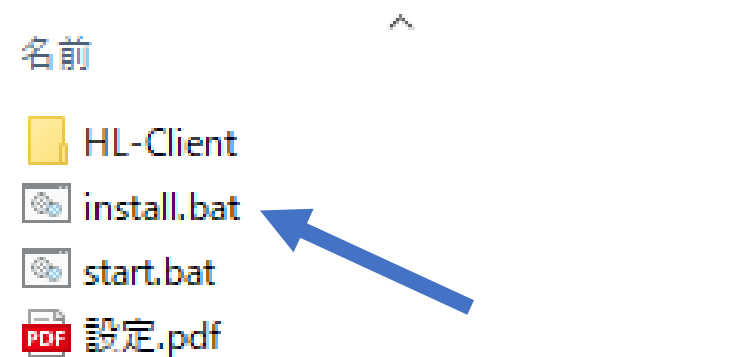 名前
HL-Client
install.bat
start.bat
PDF 設定.pdf